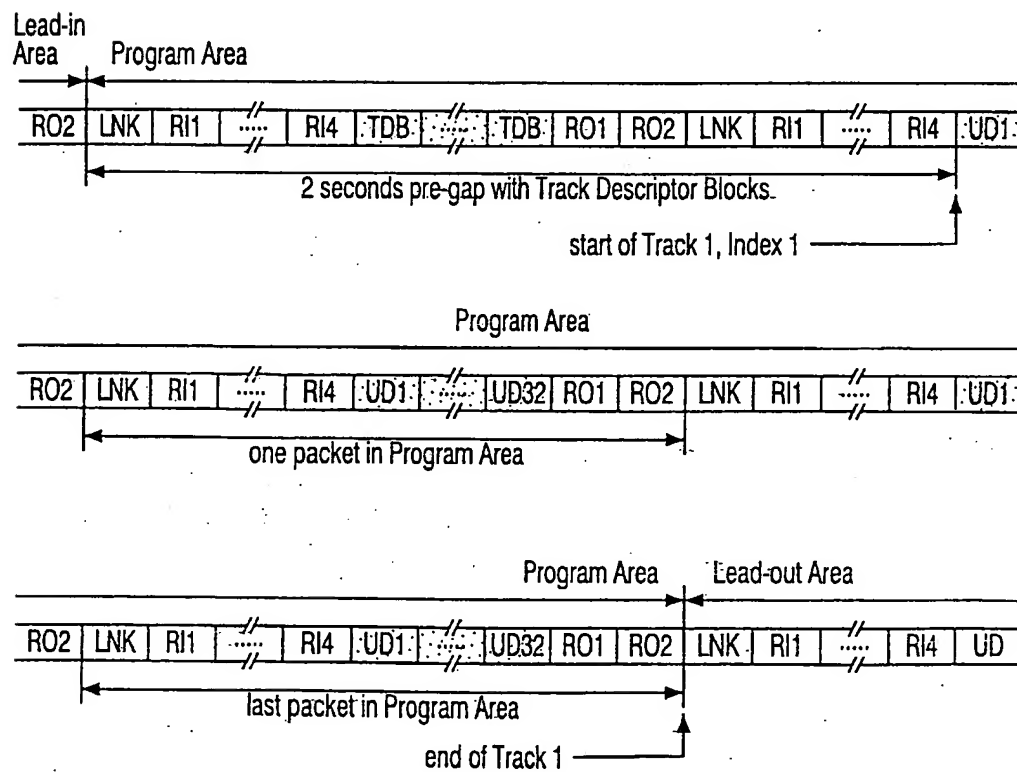 Lead-in
Area Program Area
RO2 LNK RI1 ..... RI4 TDB ..... TDB RO1 RO2 LNK RI1 ..... RI4 UD1
2 seconds pre-gap with Track Descriptor Blocks
start of Track 1, Index 1
Program Area
RO2 LNK RI1 ..... RI4 UD1 ..... UD32 RO1 RO2 LNK RI1 ..... RI4 UD1
one packet in Program Area
Program Area Lead-out Area
RO2 LNK RI1 ..... RI4 UD1 ..... UD32 RO1 RO2 LNK RI1 ..... RI4 UD
last packet in Program Area
end of Track 1